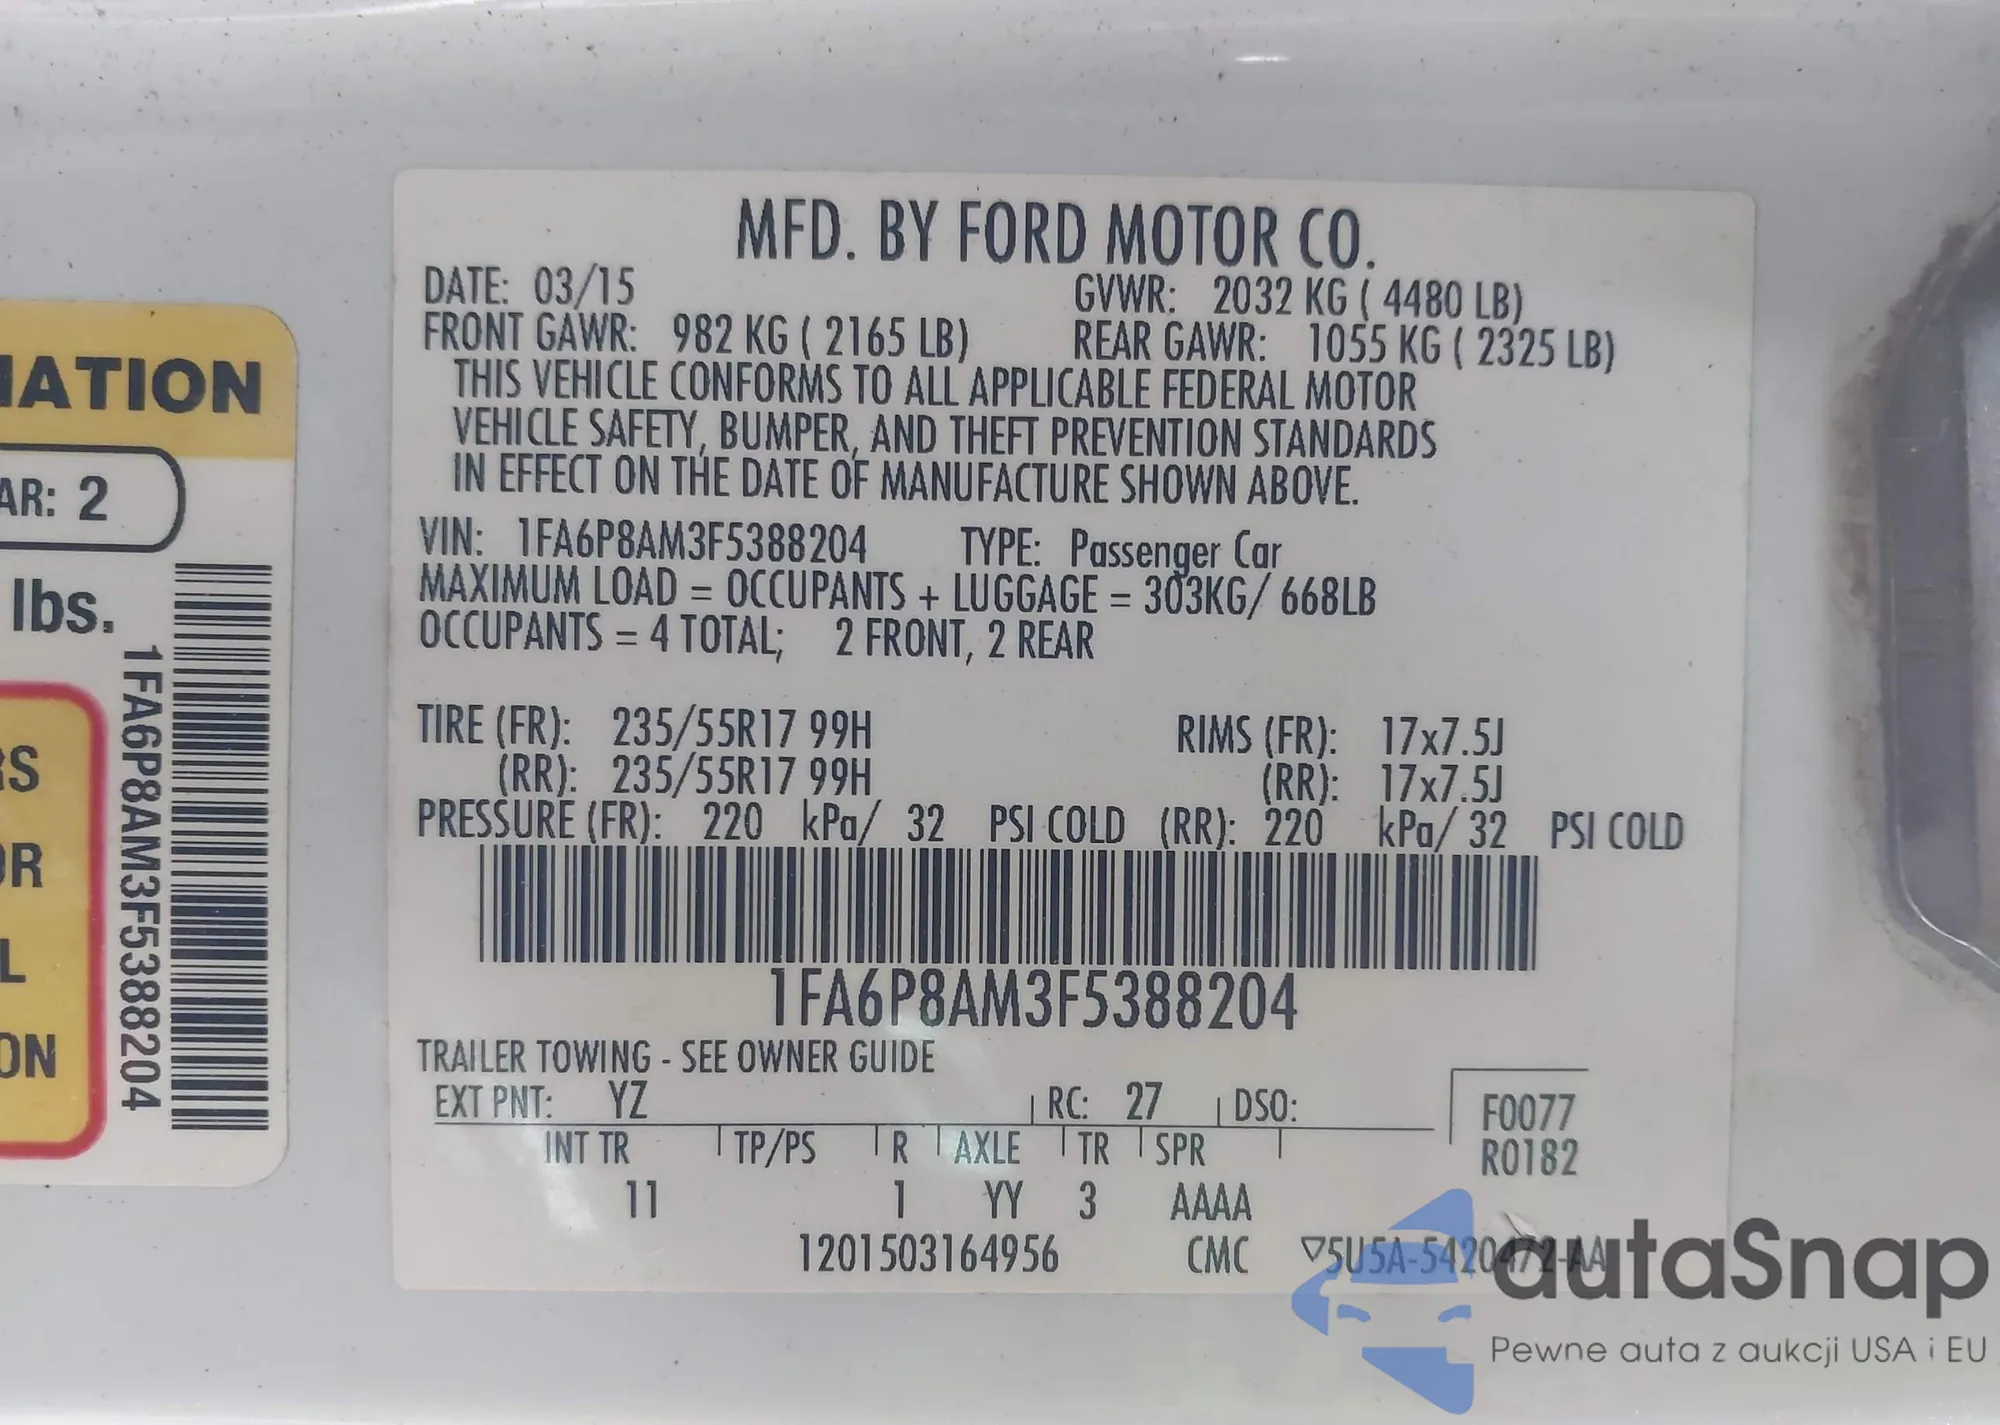 MATION
AR: 2
lbs.
RS
OR
L
ON
1FA6P8AM3F5388204
MFD. BY FORD MOTOR CO.
DATE: 03/15 GVWR: 2032 KG ( 4480 LB)
FRONT GAWR: 982 KG ( 2165 LB) REAR GAWR: 1055 KG ( 2325 LB)
THIS VEHICLE CONFORMS TO ALL APPLICABLE FEDERAL MOTOR
VEHICLE SAFETY, BUMPER, AND THEFT PREVENTION STANDARDS
IN EFFECT ON THE DATE OF MANUFACTURE SHOWN ABOVE.
VIN: 1FA6P8AM3F5388204 TYPE: Passenger Car
MAXIMUM LOAD = OCCUPANTS + LUGGAGE = 303KG/ 668LB
OCCUPANTS = 4 TOTAL; 2 FRONT, 2 REAR
TIRE (FR): 235/55R17 99H RIMS (FR): 17x7.5J
(RR): 235/55R17 99H (RR): 17x7.5J
PRESSURE (FR): 220 kPa/ 32 PSI COLD (RR): 220 kPa/ 32 PSI COLD
1FA6P8AM3F5388204
TRAILER TOWING - SEE OWNER GUIDE
EXT PNT: YZ RC: 27 DSO:
F0077
R0182
INT TR TP/PS R AXLE TR SPR
11 1 YY 3 AAAA
1201503164956 CMC ▽5U5A-5420472-AA
autaSnap
Pewne auta z aukcji USA i EU